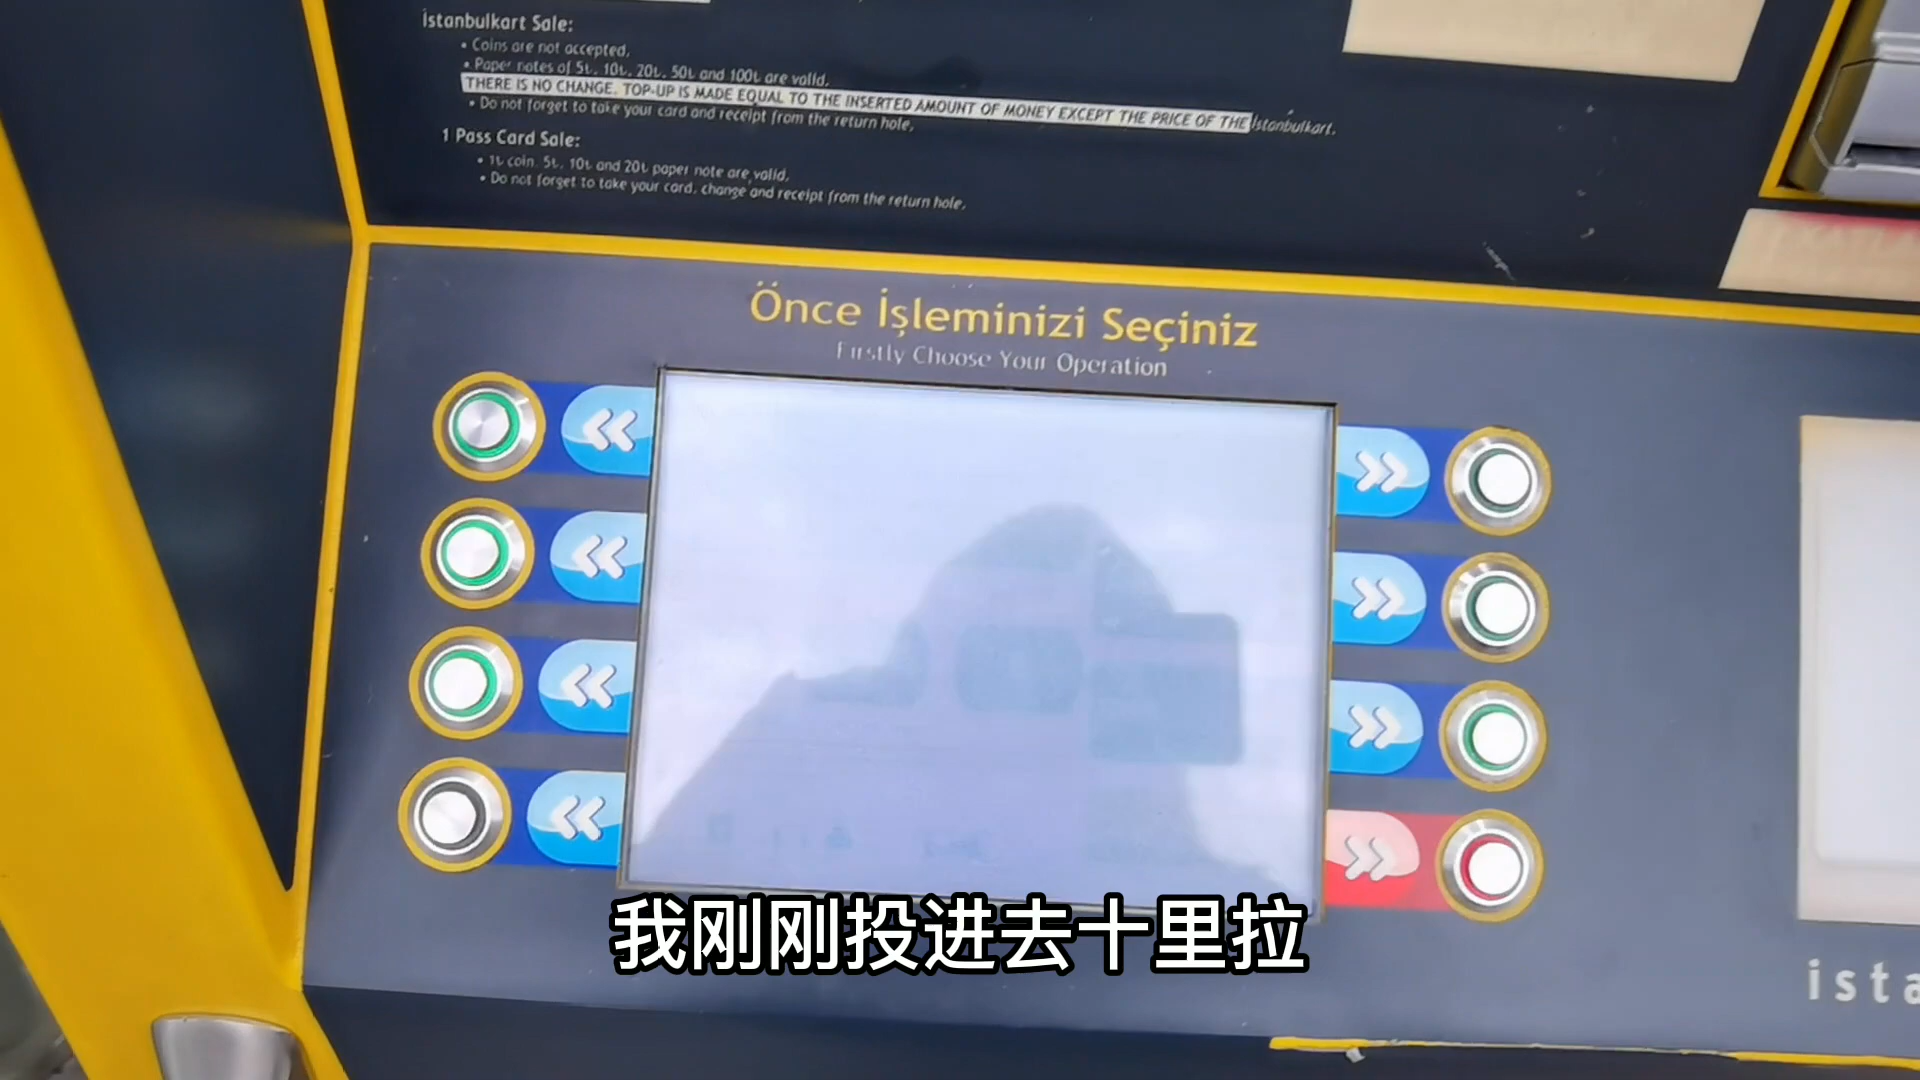 İstanbulkart Sale:
• Coins are not accepted.
• Paper notes of 5₺, 10₺, 20₺, 50₺ and 100₺ are valid.
THERE IS NO CHANGE. TOP-UP IS MADE EQUAL TO THE INSERTED AMOUNT OF MONEY EXCEPT THE PRICE OF THE İstanbulkart.
• Do not forget to take your card and receipt from the return hole.
1 Pass Card Sale:
• 1₺ coin, 5₺, 10₺ and 20₺ paper note are valid.
• Do not forget to take your card, change and receipt from the return hole.
Önce İşleminizi Seçiniz
Firstly Choose Your Operation
我刚刚投进去十里拉
ista